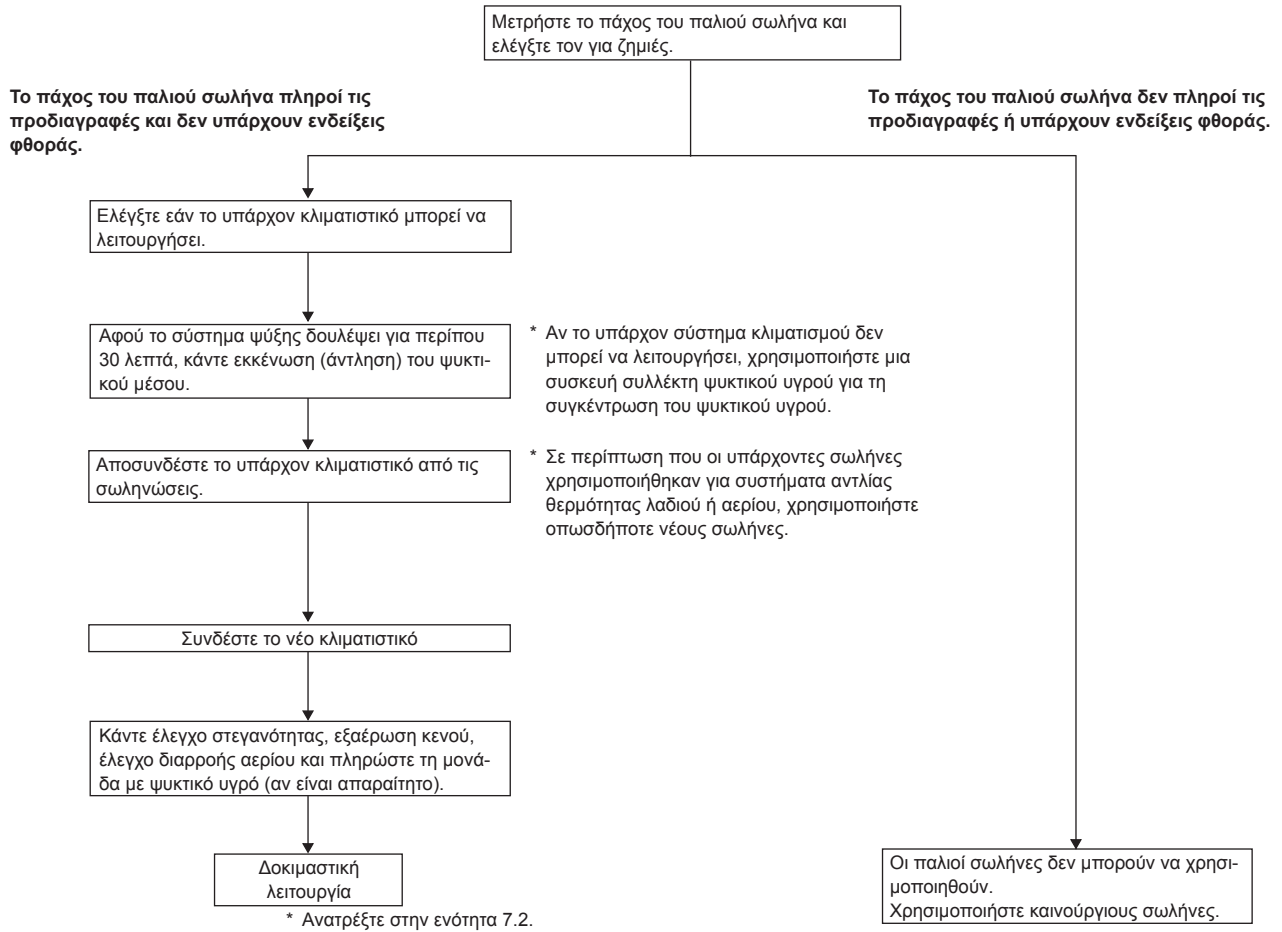 Μετρήστε το πάχος του παλιού σωλήνα και
ελέγξτε τον για ζημιές.
Το πάχος του παλιού σωλήνα πληροί τις
προδιαγραφές και δεν υπάρχουν ενδείξεις
φθοράς.
Το πάχος του παλιού σωλήνα δεν πληροί τις
προδιαγραφές ή υπάρχουν ενδείξεις φθοράς.
Ελέγξτε εάν το υπάρχον κλιματιστικό μπορεί να
λειτουργήσει.
Αφού το σύστημα ψύξης δουλέψει για περίπου
30 λεπτά, κάντε εκκένωση (άντληση) του ψυκτι-
κού μέσου.
* Αν το υπάρχον σύστημα κλιματισμού δεν
μπορεί να λειτουργήσει, χρησιμοποιήστε μια
συσκευή συλλέκτη ψυκτικού υγρού για τη
συγκέντρωση του ψυκτικού υγρού.
Αποσυνδέστε το υπάρχον κλιματιστικό από τις
σωληνώσεις.
* Σε περίπτωση που οι υπάρχοντες σωλήνες
χρησιμοποιήθηκαν για συστήματα αντλίας
θερμότητας λαδιού ή αερίου, χρησιμοποιήστε
οπωσδήποτε νέους σωλήνες.
Συνδέστε το νέο κλιματιστικό
Κάντε έλεγχο στεγανότητας, εξαέρωση κενού,
έλεγχο διαρροής αερίου και πληρώστε τη μονά-
δα με ψυκτικό υγρό (αν είναι απαραίτητο).
Δοκιμαστική
λειτουργία
* Ανατρέξτε στην ενότητα 7.2.
Οι παλιοί σωλήνες δεν μπορούν να χρησι-
μοποιηθούν.
Χρησιμοποιήστε καινούργιους σωλήνες.